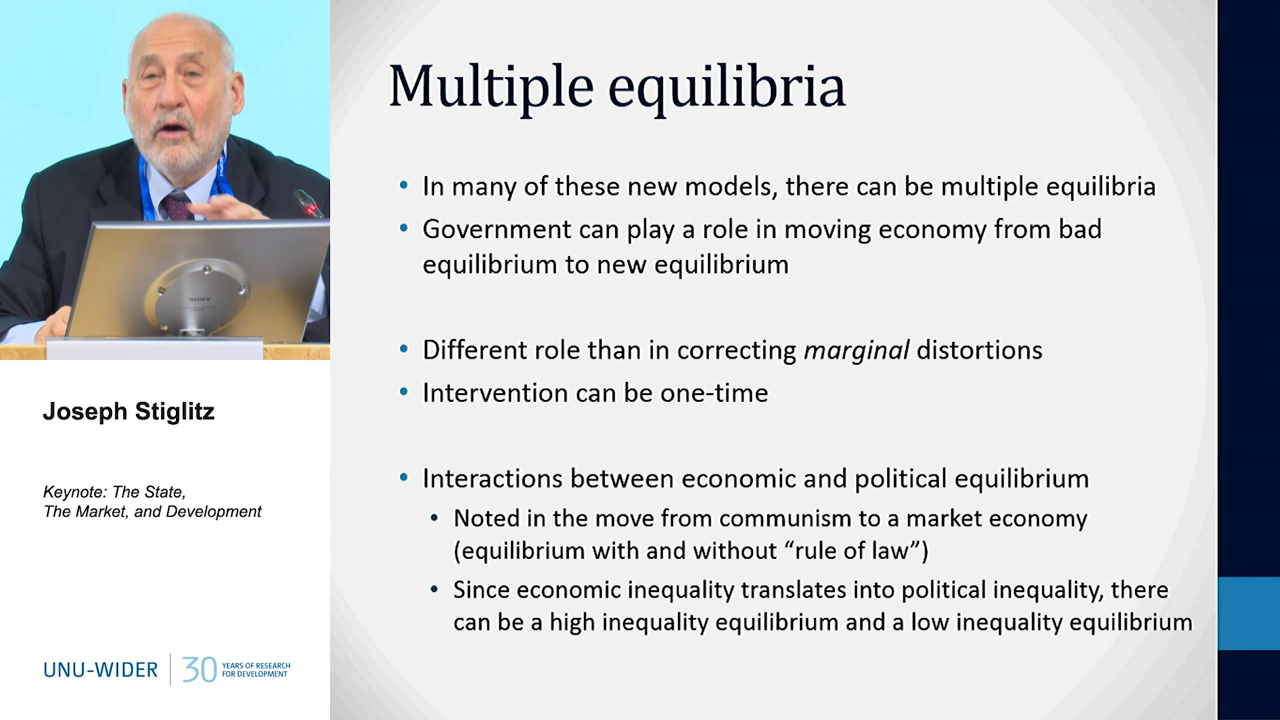 SONY
Joseph Stiglitz
Keynote: The State,
The Market, and Development
UNU-WIDER
30
YEARS OF RESEARCH
FOR DEVELOPMENT
Multiple equilibria
• In many of these new models, there can be multiple equilibria
• Government can play a role in moving economy from bad
equilibrium to new equilibrium
• Different role than in correcting marginal distortions
• Intervention can be one-time
• Interactions between economic and political equilibrium
• Noted in the move from communism to a market economy
(equilibrium with and without “rule of law”)
• Since economic inequality translates into political inequality, there
can be a high inequality equilibrium and a low inequality equilibrium